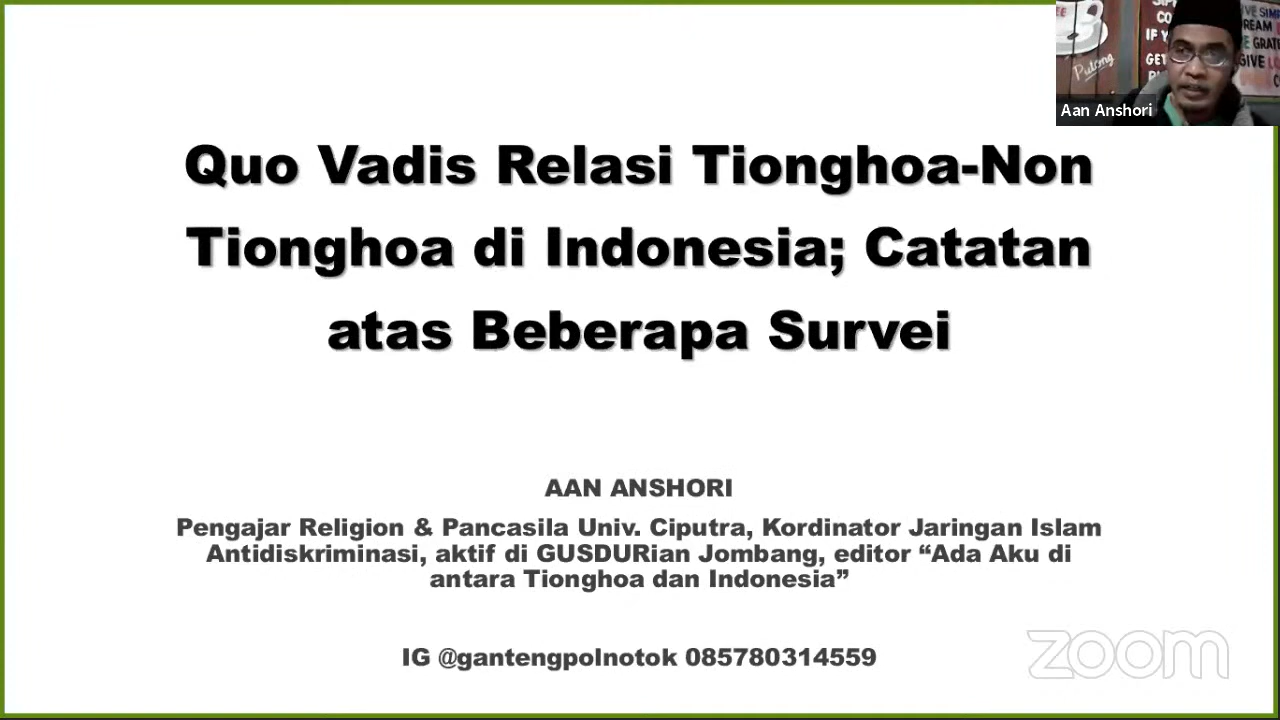 Aan Anshori
Quo Vadis Relasi Tionghoa-Non
Tionghoa di Indonesia; Catatan
atas Beberapa Survei
AAN ANSHORI
Pengajar Religion & Pancasila Univ. Ciputra, Kordinator Jaringan Islam
Antidiskriminasi, aktif di GUSDURian Jombang, editor “Ada Aku di
antara Tionghoa dan Indonesia”
IG @gantengpolnotok 085780314559
zoom